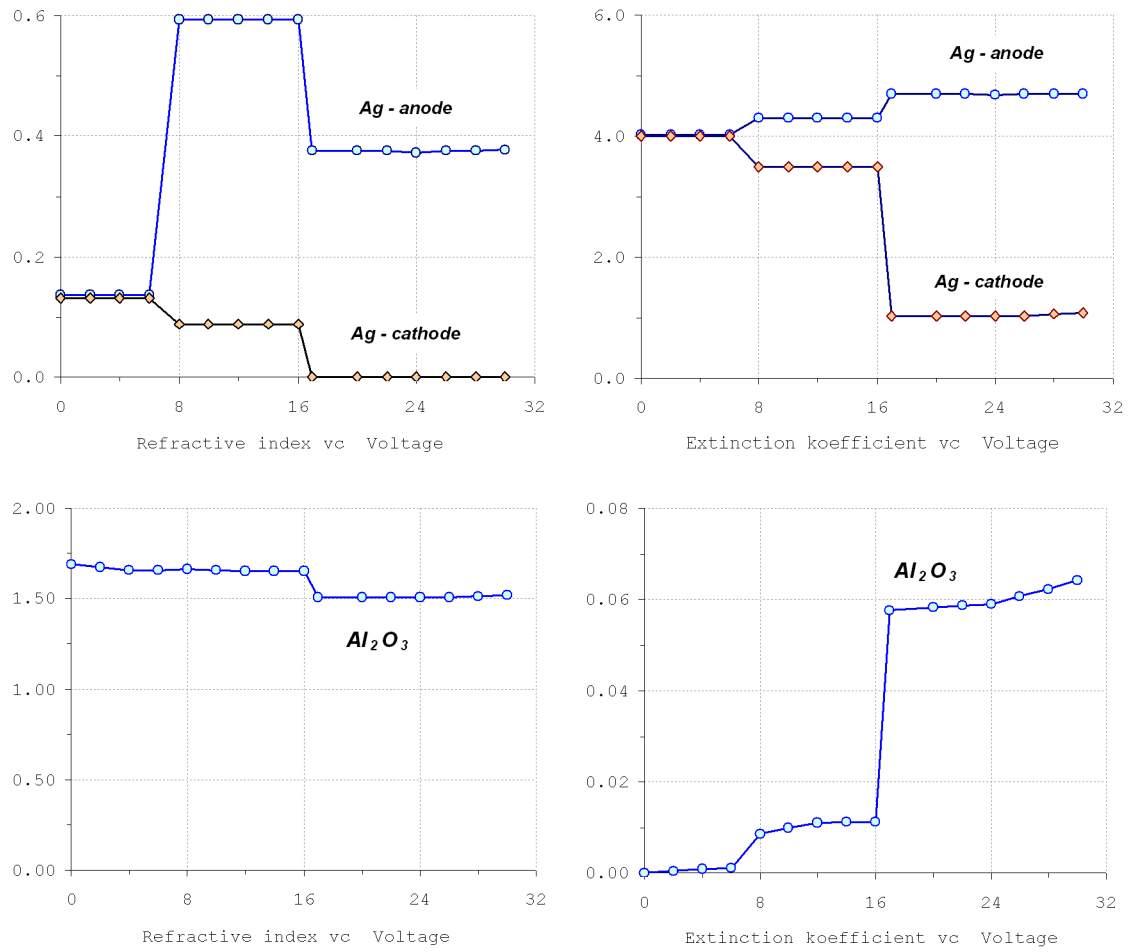 0.6
0.4
0.2
0.0
0 8 16 24 32
Ag - anode
Ag - cathode
Refractive index vc Voltage
6.0
4.0
2.0
0.0
0 8 16 24 32
Ag - anode
Ag - cathode
Extinction koefficient vc Voltage
2.00
1.50
1.00
0.50
0.00
0 8 16 24 32
Al2O3
Refractive index vc Voltage
0.08
0.06
0.04
0.02
0.00
0 8 16 24 32
Al2O3
Extinction koefficient vc Voltage